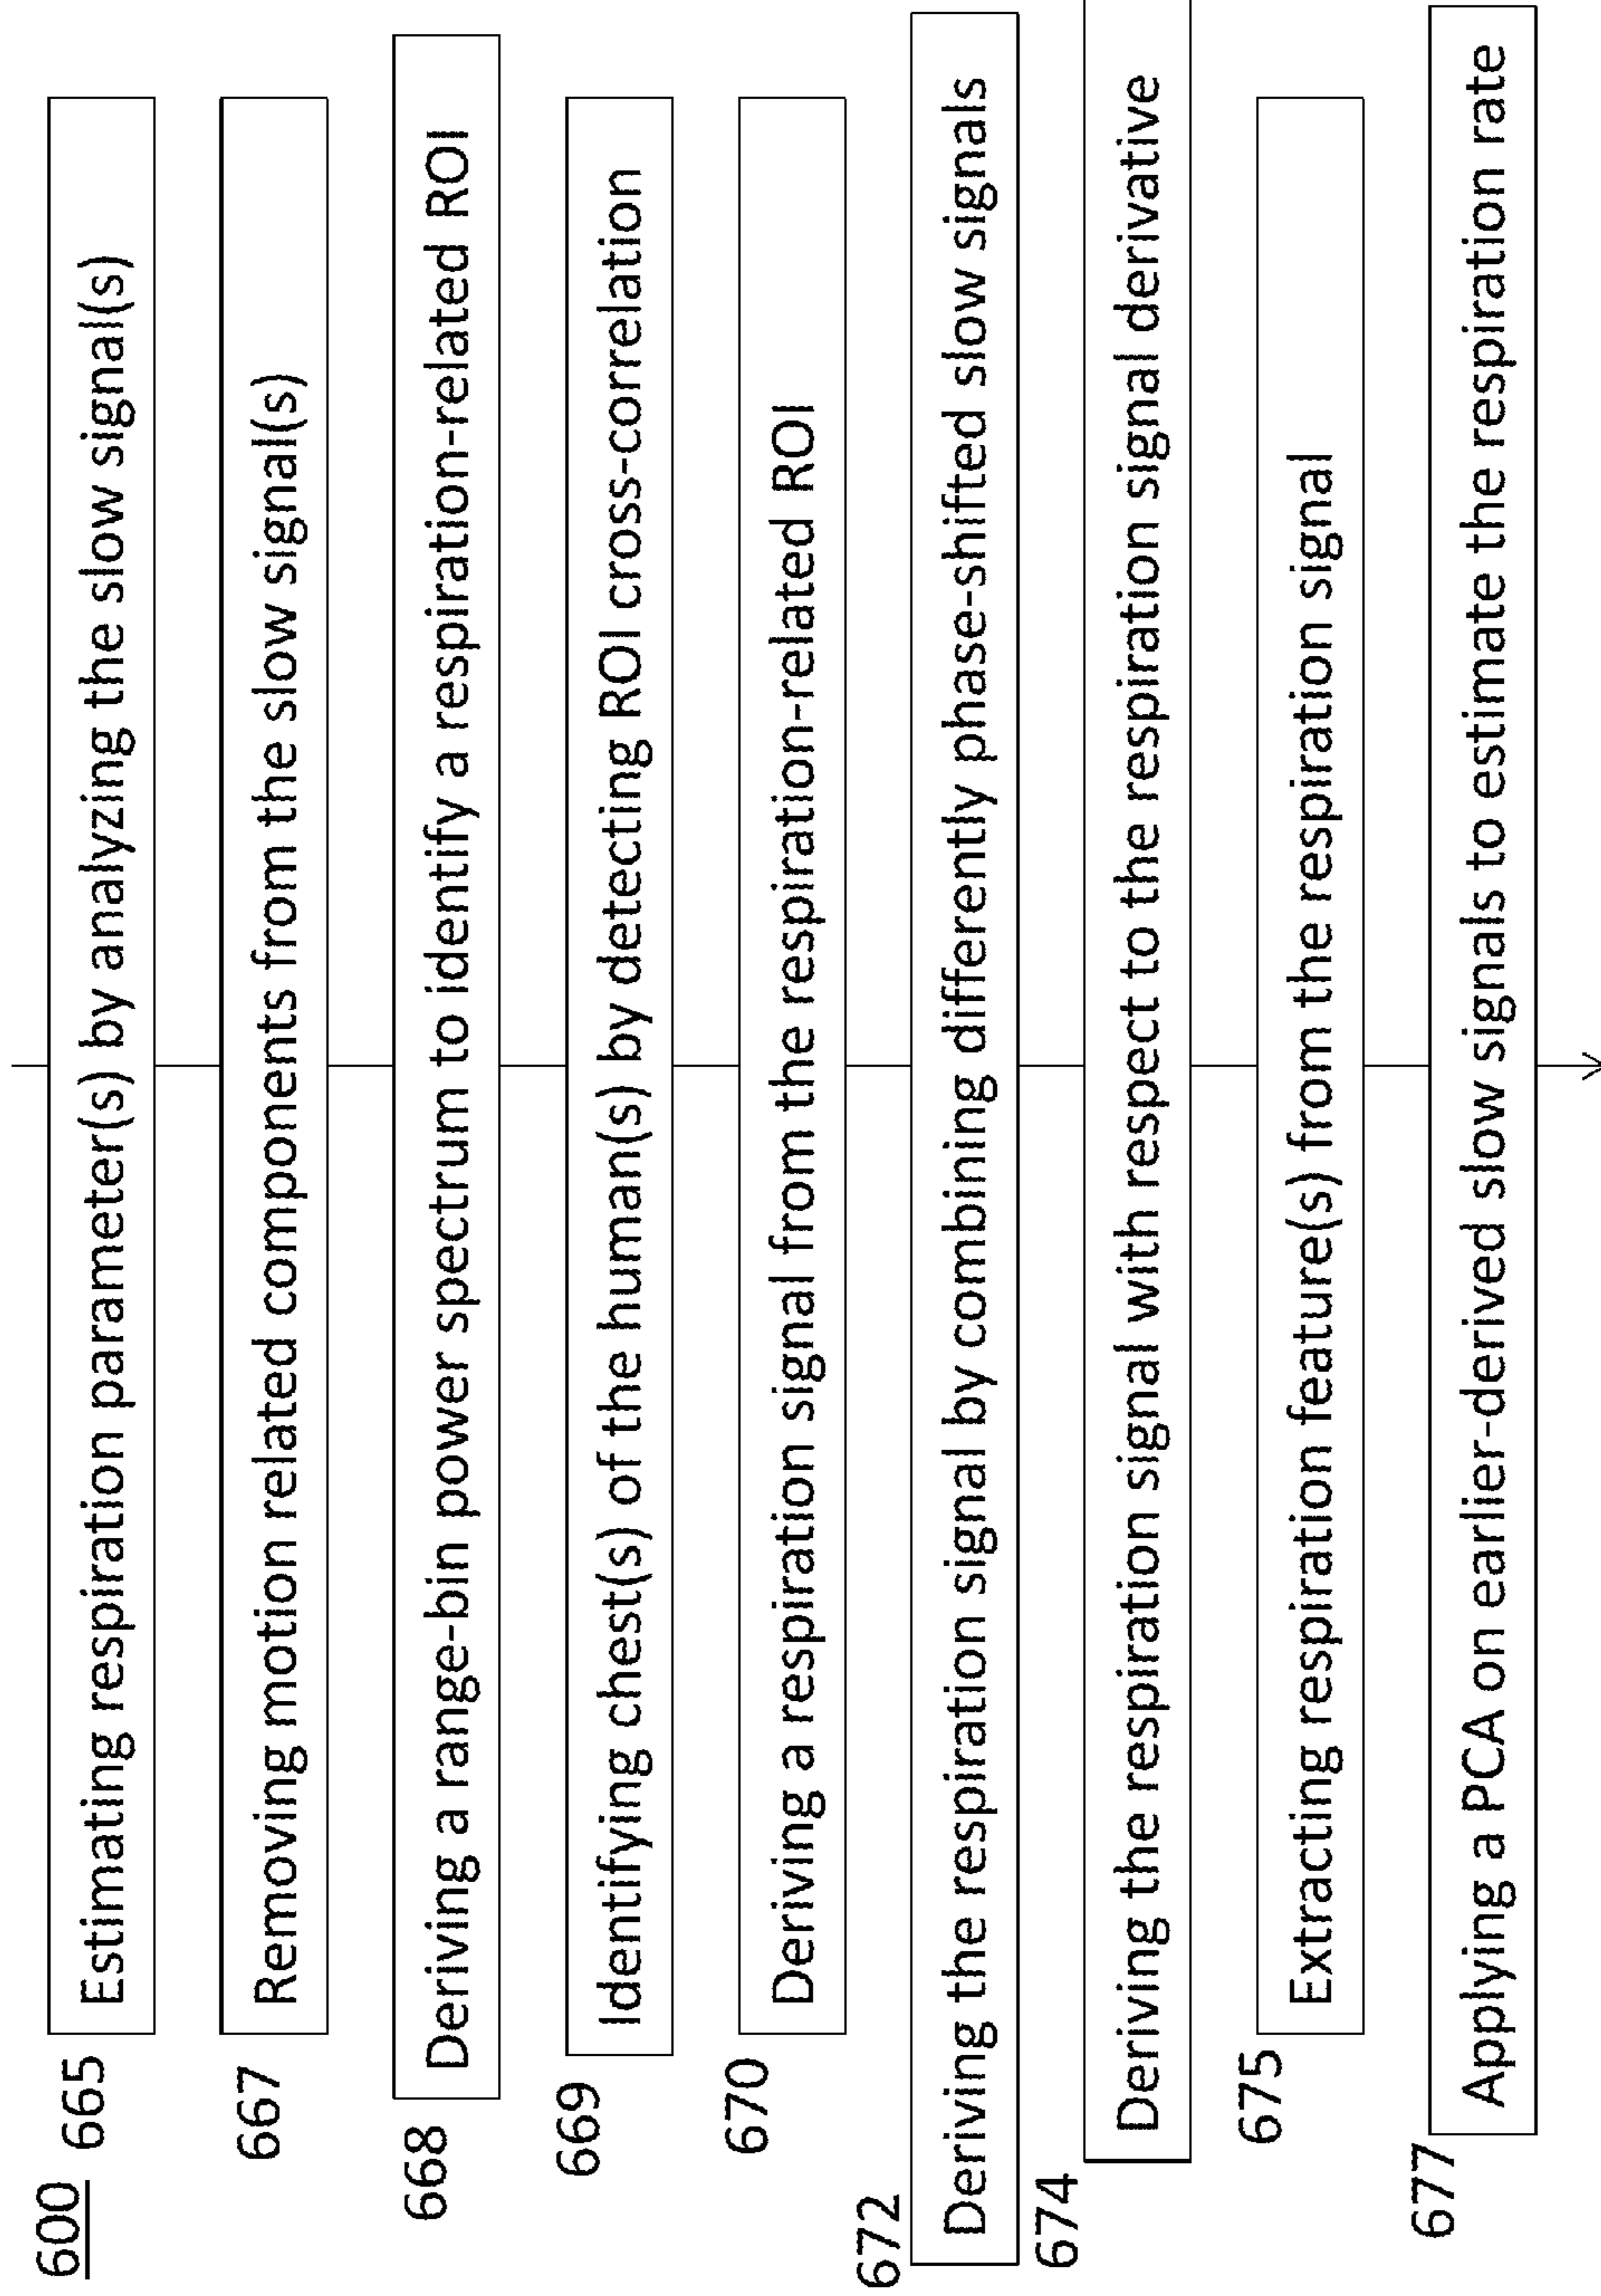 600
665 Estimating respiration parameter(s) by analyzing the slow signal(s)
667 Removing motion related components from the slow signal(s)
668 Deriving a range-bin power spectrum to identify a respiration-related ROI
669 Identifying chest(s) of the human(s) by detecting ROI cross-correlation
670 Deriving a respiration signal from the respiration-related ROI
672 Deriving the respiration signal by combining differently phase-shifted slow signals
674 Deriving the respiration signal with respect to the respiration signal derivative
675 Extracting respiration feature(s) from the respiration signal
677 Applying a PCA on earlier-derived slow signals to estimate the respiration rate